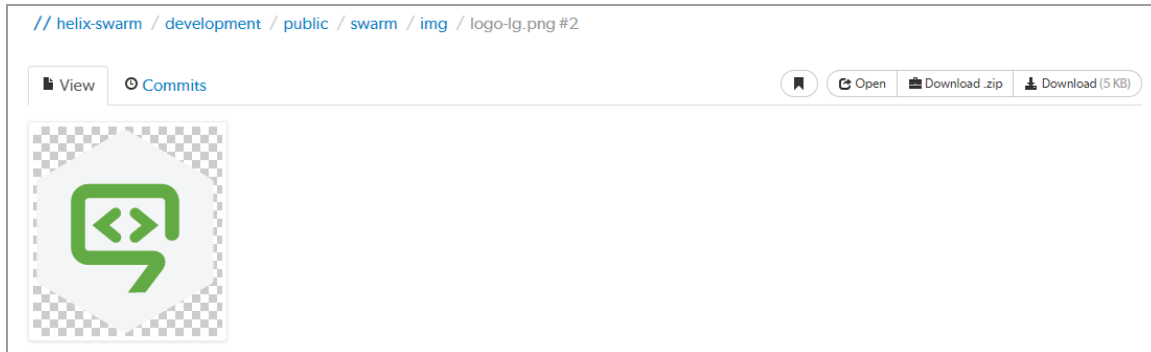 // helix-swarm / development / public / swarm / img / logo-lg.png #2
View Commits Open Download .zip Download (5 KB)